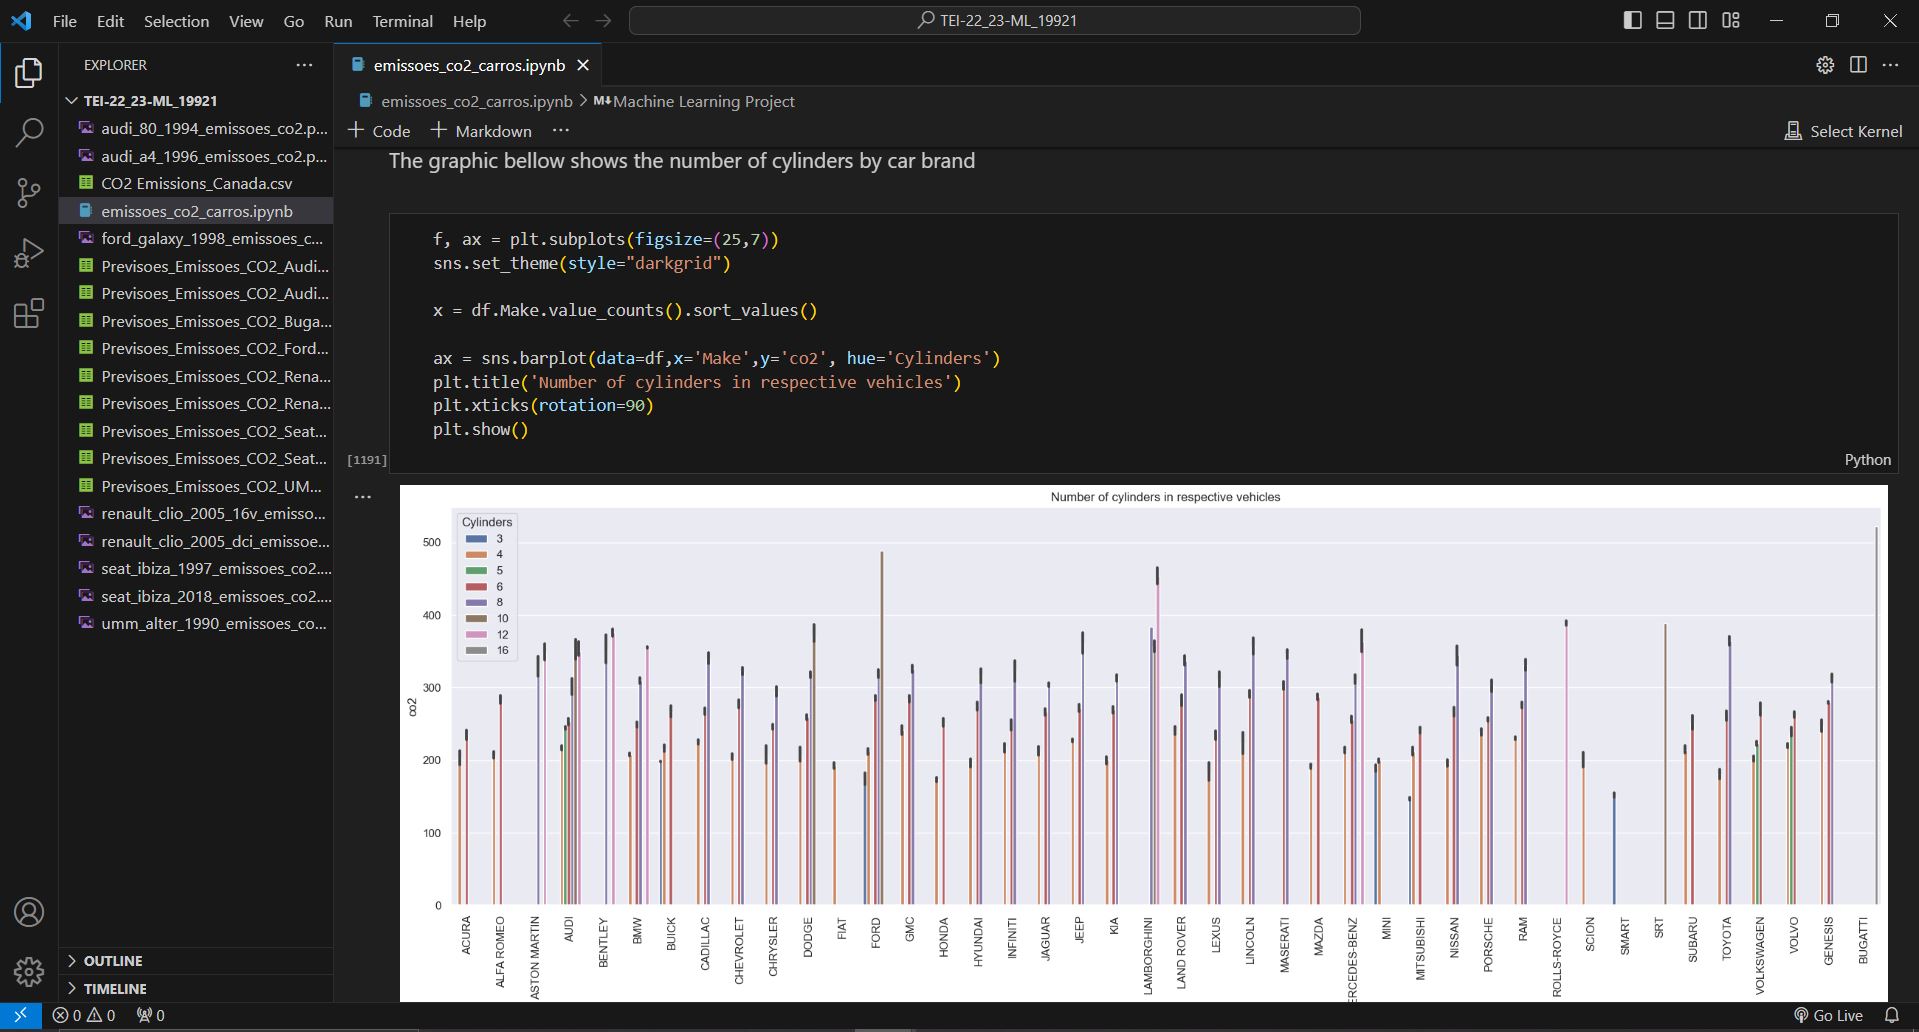 File Edit Selection View Go Run Terminal Help
TEI-22_23-ML_19921
EXPLORER
TEI-22_23-ML_19921
audi_80_1994_emissoes_co2.p...
audi_a4_1996_emissoes_co2.p...
CO2 Emissions_Canada.csv
emissoes_co2_carros.ipynb
ford_galaxy_1998_emissoes_c...
Previsoes_Emissoes_CO2_Audi...
Previsoes_Emissoes_CO2_Audi...
Previsoes_Emissoes_CO2_Buga...
Previsoes_Emissoes_CO2_Ford...
Previsoes_Emissoes_CO2_Rena...
Previsoes_Emissoes_CO2_Rena...
Previsoes_Emissoes_CO2_Seat...
Previsoes_Emissoes_CO2_Seat...
Previsoes_Emissoes_CO2_UM...
renault_clio_2005_16v_emisso...
renault_clio_2005_dci_emissoe...
seat_ibiza_1997_emissoes_co2....
seat_ibiza_2018_emissoes_co2....
umm_alter_1990_emissoes_co...
OUTLINE
TIMELINE
emissoes_co2_carros.ipynb
emissoes_co2_carros.ipynb > M↓Machine Learning Project
+ Code + Markdown ...
Select Kernel
The graphic bellow shows the number of cylinders by car brand
f, ax = plt.subplots(figsize=(25,7))
sns.set_theme(style="darkgrid")
x = df.Make.value_counts().sort_values()
ax = sns.barplot(data=df,x='Make',y='co2', hue='Cylinders')
plt.title('Number of cylinders in respective vehicles')
plt.xticks(rotation=90)
plt.show()
[1191]
Python
Number of cylinders in respective vehicles
Cylinders
3
4
5
6
8
10
12
16
500
400
300
200
100
0
co2
ACURA
ALFA ROMEO
ASTON MARTIN
AUDI
BENTLEY
BMW
BUICK
CADILLAC
CHEVROLET
CHRYSLER
DODGE
FIAT
FORD
GMC
HONDA
HYUNDAI
INFINITI
JAGUAR
JEEP
KIA
LAMBORGHINI
LAND ROVER
LEXUS
LINCOLN
MASERATI
MAZDA
ERCEDES-BENZ
MINI
MITSUBISHI
NISSAN
PORSCHE
RAM
ROLLS-ROYCE
SCION
SMART
SRT
SUBARU
TOYOTA
VOLKSWAGEN
VOLVO
GENESIS
BUGATTI
0 0 0
Go Live